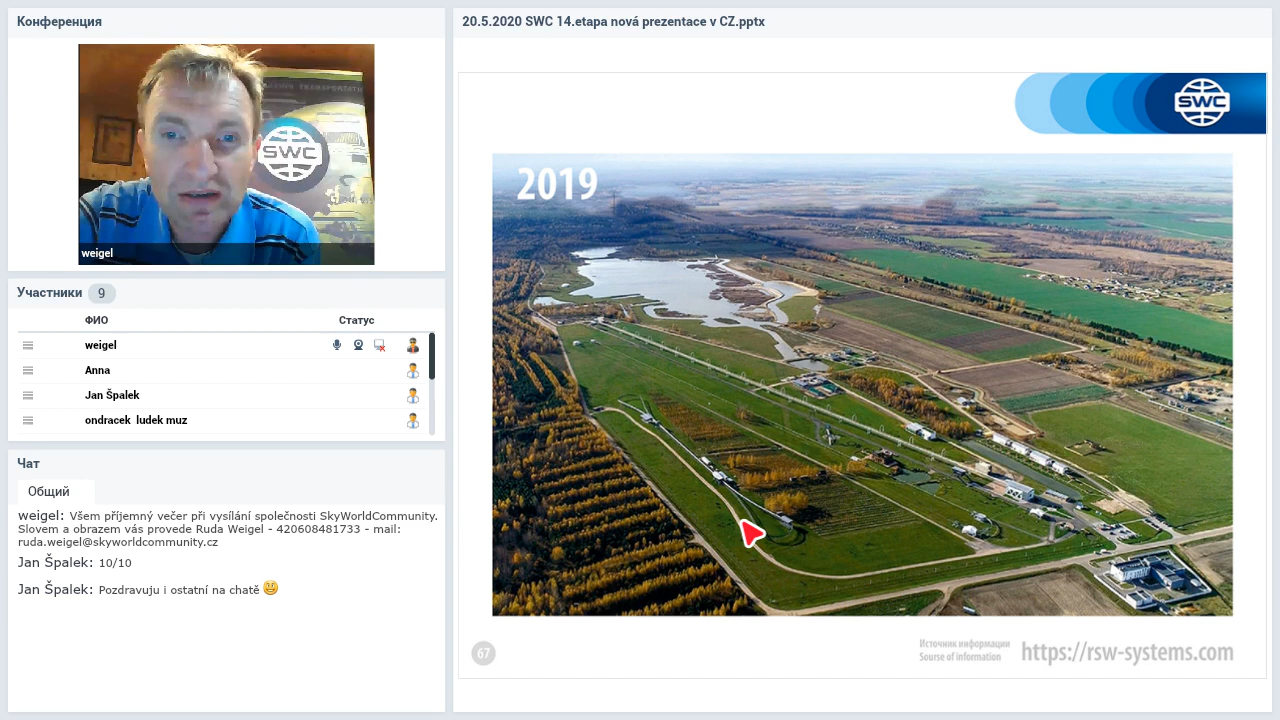 Конференция
SWC
weigel
Участники 9
ФИО Статус
weigel
Anna
Jan Špalek
ondracek ludek muz
Чат
Общий
weigel: Všem příjemný večer při vysílání společnosti SkyWorldCommunity.
Slovem a obrazem vás provede Ruda Weigel - 420608481733 - mail:
ruda.weigel@skyworldcommunity.cz
Jan Špalek: 10/10
Jan Špalek: Pozdravuju i ostatní na chatě
20.5.2020 SWC 14.etapa nová prezentace v CZ.pptx
SWC
2019
67
Источник информации
Sourse of information
https://rsw-systems.com